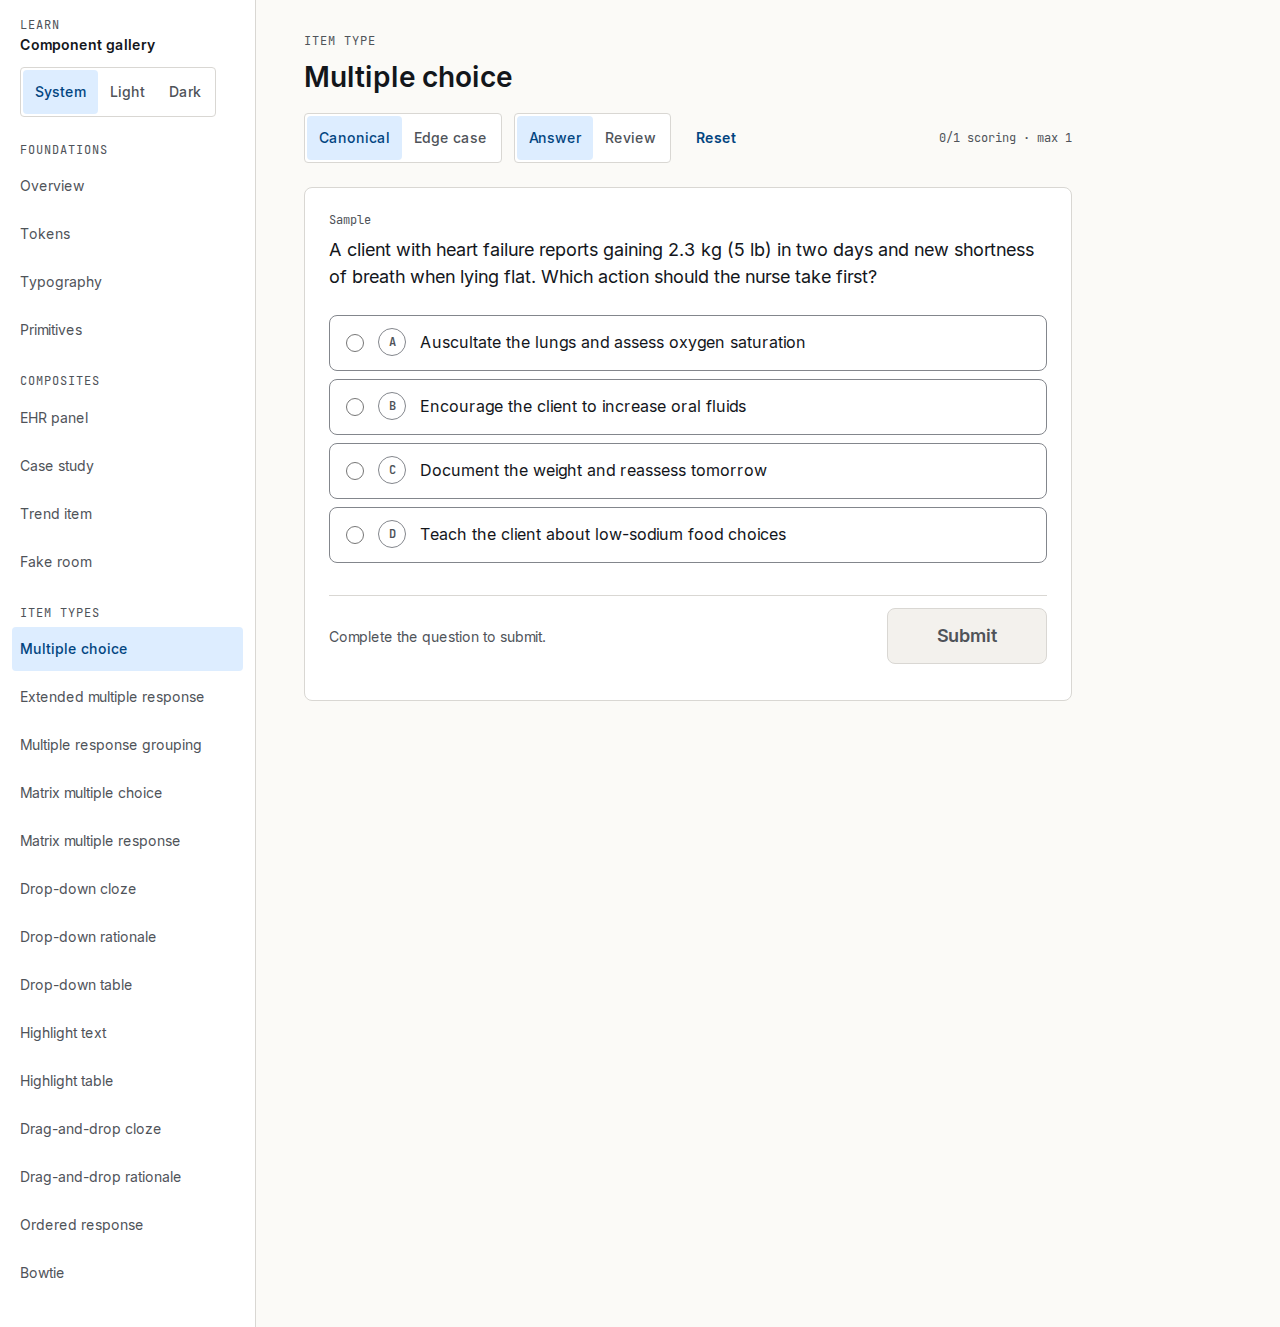 LEARN
Component gallery
System Light Dark
FOUNDATIONS
Overview
Tokens
Typography
Primitives
COMPOSITES
EHR panel
Case study
Trend item
Fake room
ITEM TYPES
Multiple choice
Extended multiple response
Multiple response grouping
Matrix multiple choice
Matrix multiple response
Drop-down cloze
Drop-down rationale
Drop-down table
Highlight text
Highlight table
Drag-and-drop cloze
Drag-and-drop rationale
Ordered response
Bowtie
ITEM TYPE
Multiple choice
Canonical Edge case Answer Review Reset 0/1 scoring · max 1
Sample
A client with heart failure reports gaining 2.3 kg (5 lb) in two days and new shortness
of breath when lying flat. Which action should the nurse take first?
A Auscultate the lungs and assess oxygen saturation
B Encourage the client to increase oral fluids
C Document the weight and reassess tomorrow
D Teach the client about low-sodium food choices
Complete the question to submit. Submit